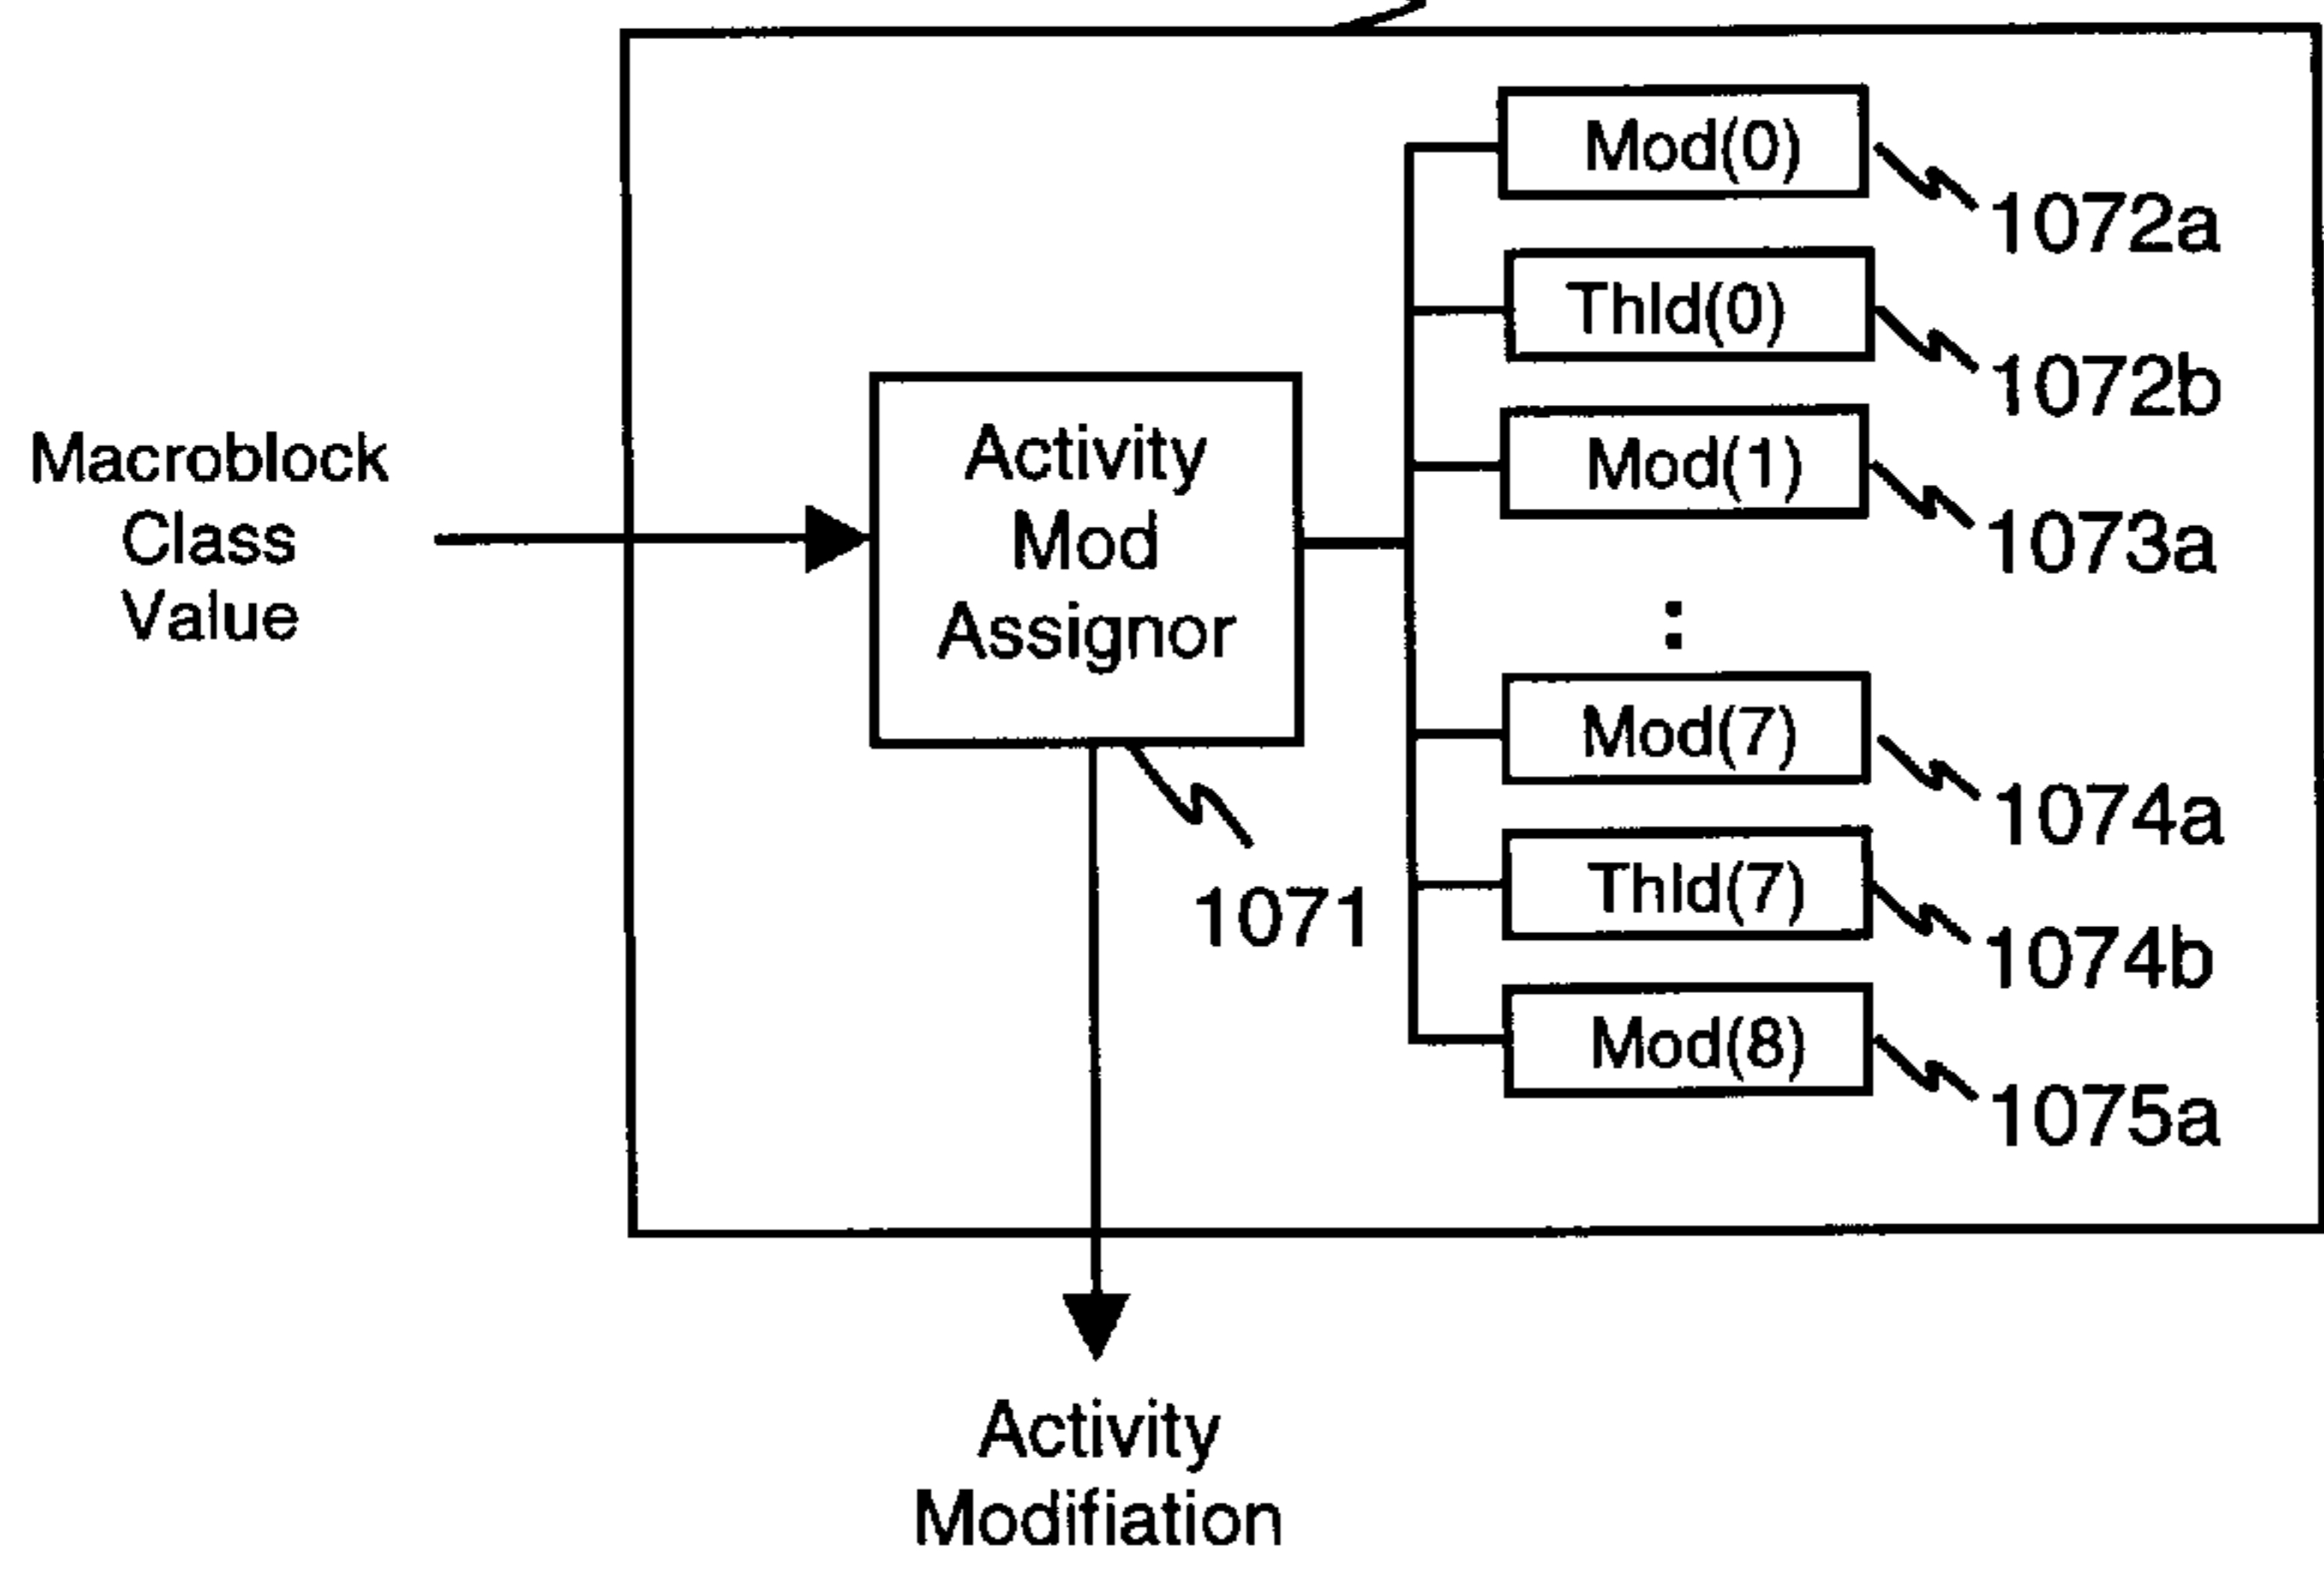 Mod(0)
1072a
Thld(0)
1072b
Macroblock
Class
Value
Activity
Mod
Assignor
Mod(1)
1073a
:
Mod(7)
1074a
1071
Thld(7)
1074b
Mod(8)
1075a
Activity
Modifiation